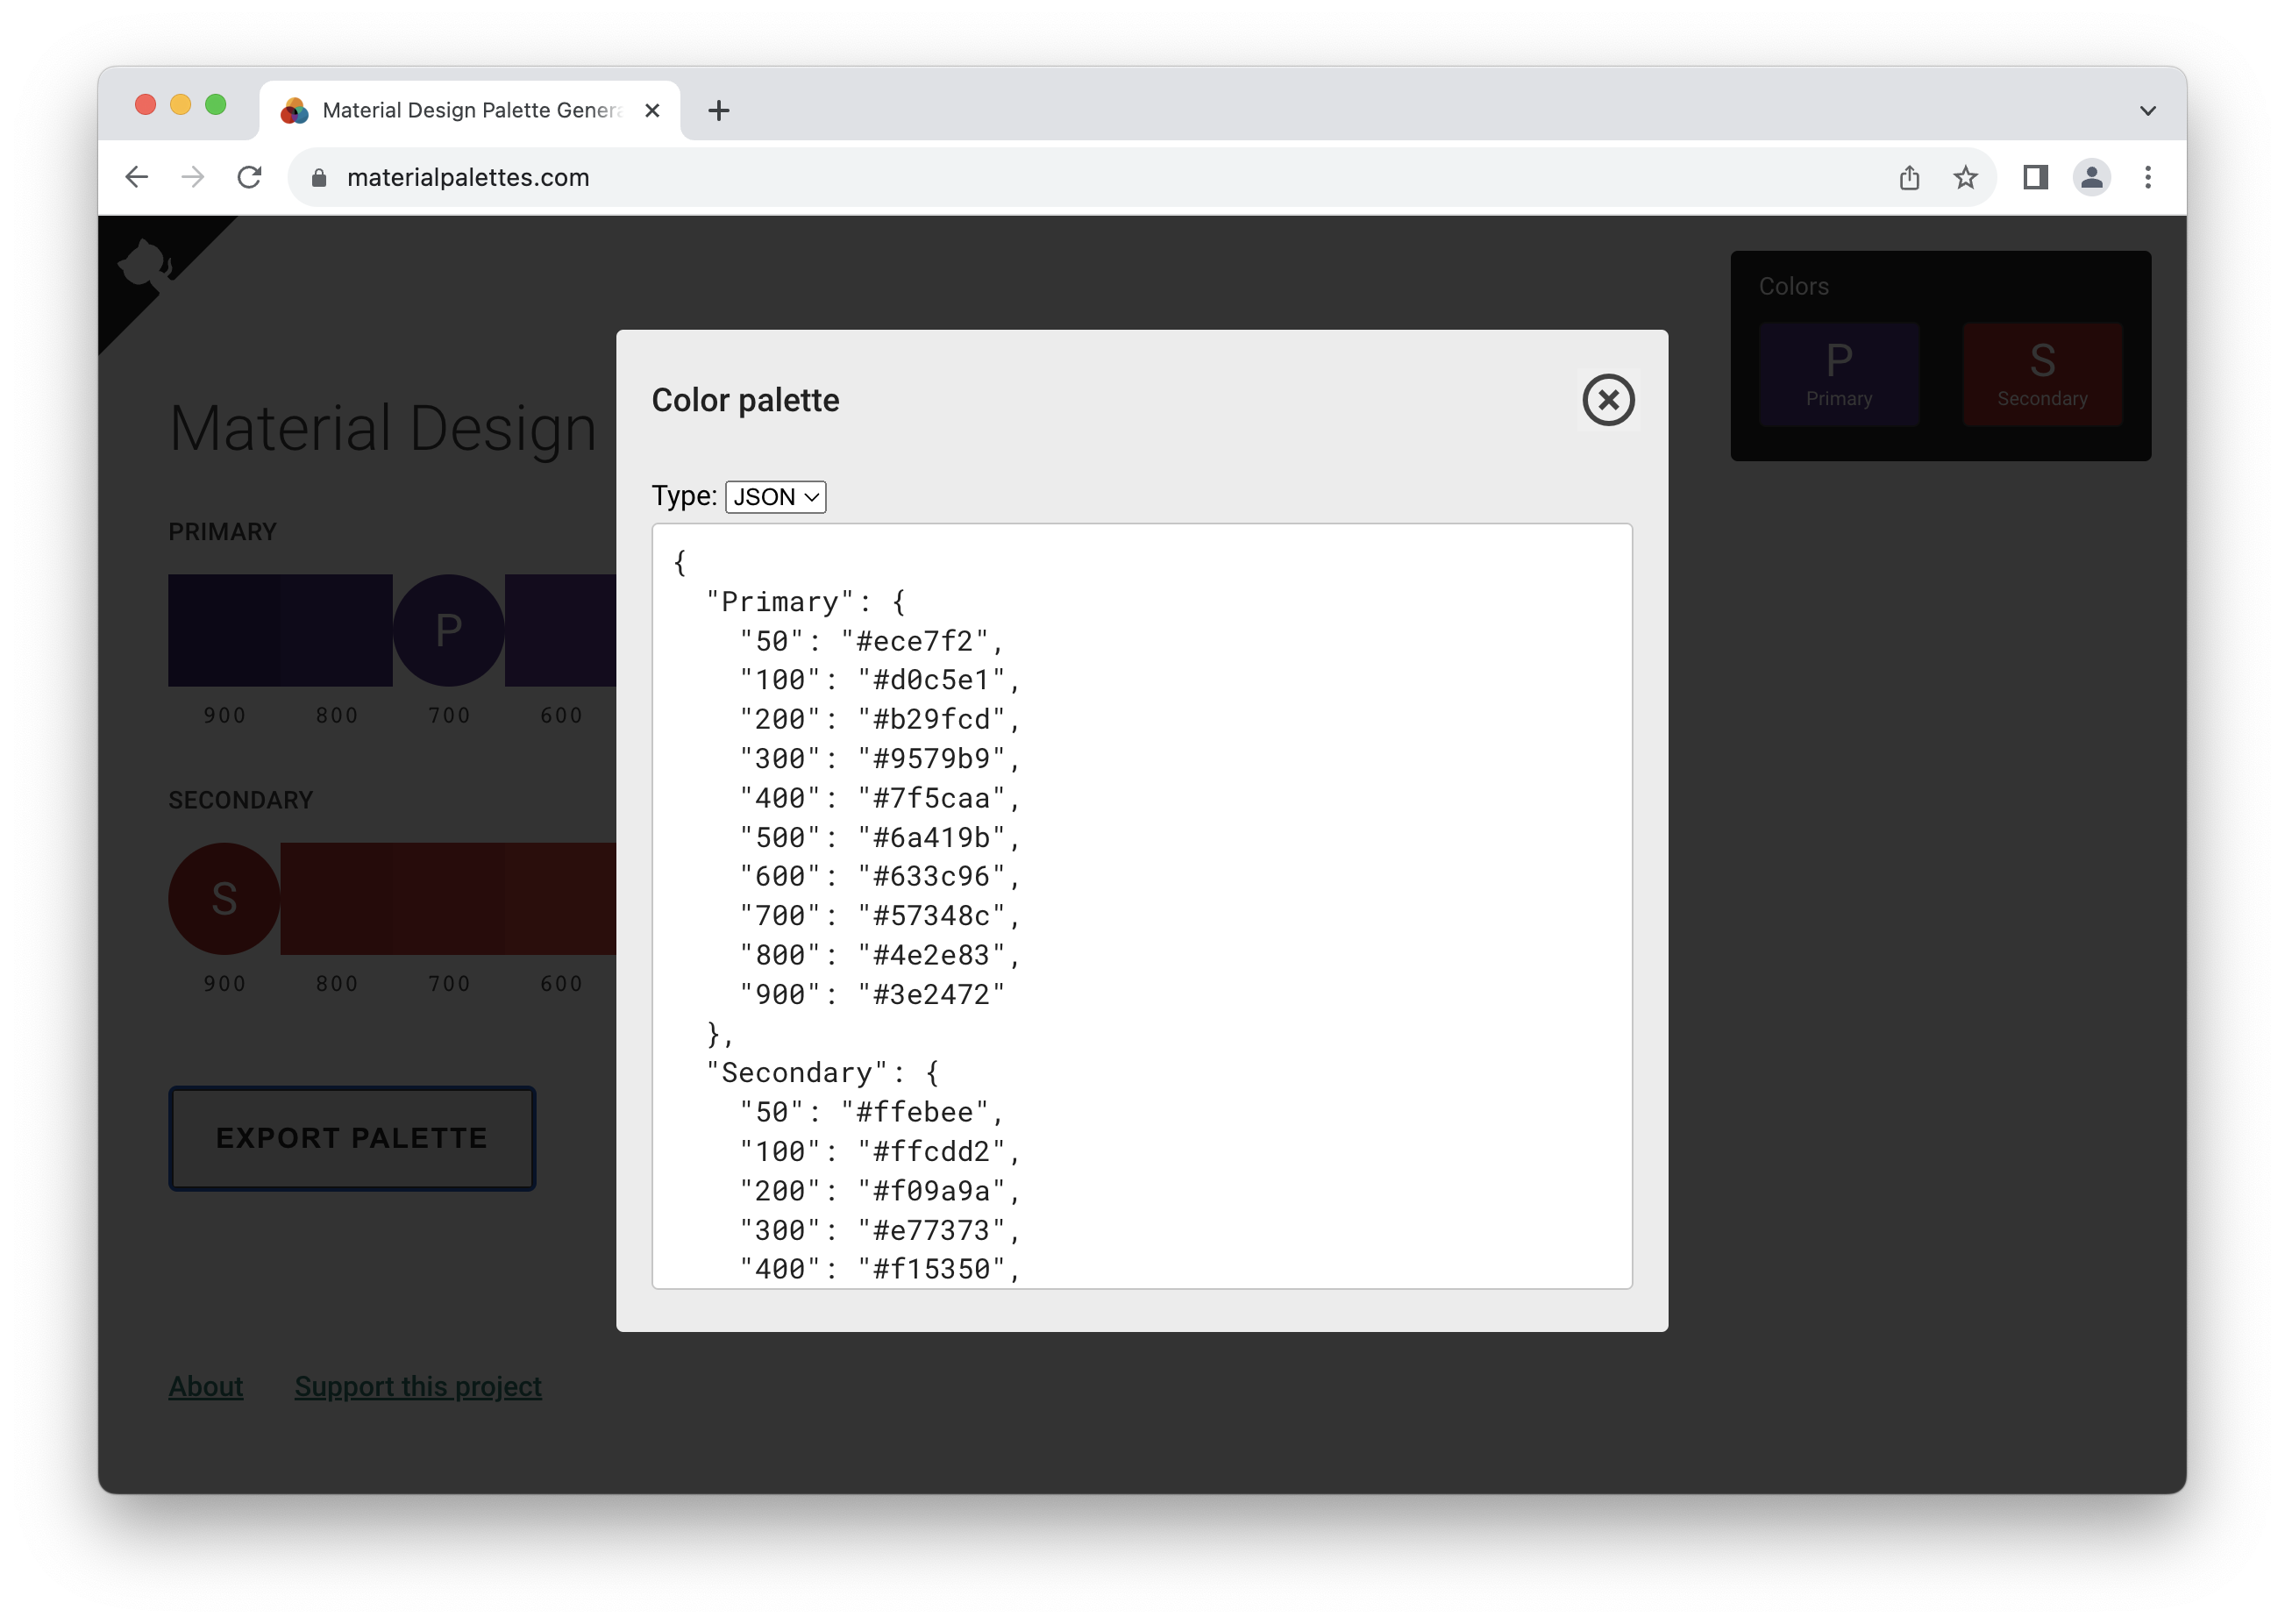 Material Design Palette Genera
materialpalettes.com
Colors
P
Primary
S
Secondary
Material Design
PRIMARY
P
900 800 700 600
SECONDARY
S
900 800 700 600
EXPORT PALETTE
About Support this project
Color palette
Type: JSON
{
"Primary": {
"50": "#ece7f2",
"100": "#d0c5e1",
"200": "#b29fcd",
"300": "#9579b9",
"400": "#7f5caa",
"500": "#6a419b",
"600": "#633c96",
"700": "#57348c",
"800": "#4e2e83",
"900": "#3e2472"
},
"Secondary": {
"50": "#ffebee",
"100": "#ffcdd2",
"200": "#f09a9a",
"300": "#e77373",
"400": "#f15350",